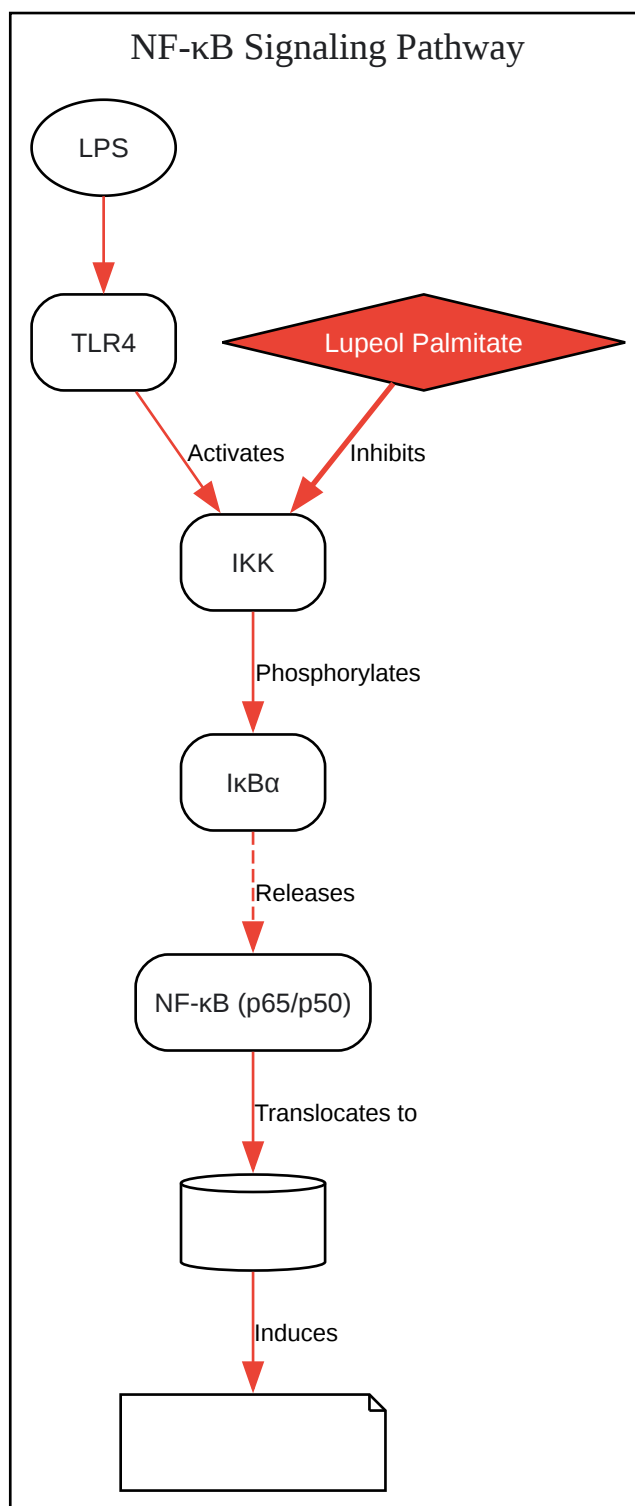 NF-κB Signaling Pathway
LPS
TLR4
Lupeol Palmitate
Activates
Inhibits
IKK
Phosphorylates
IκBα
Releases
NF-κB (p65/p50)
Translocates to
Induces